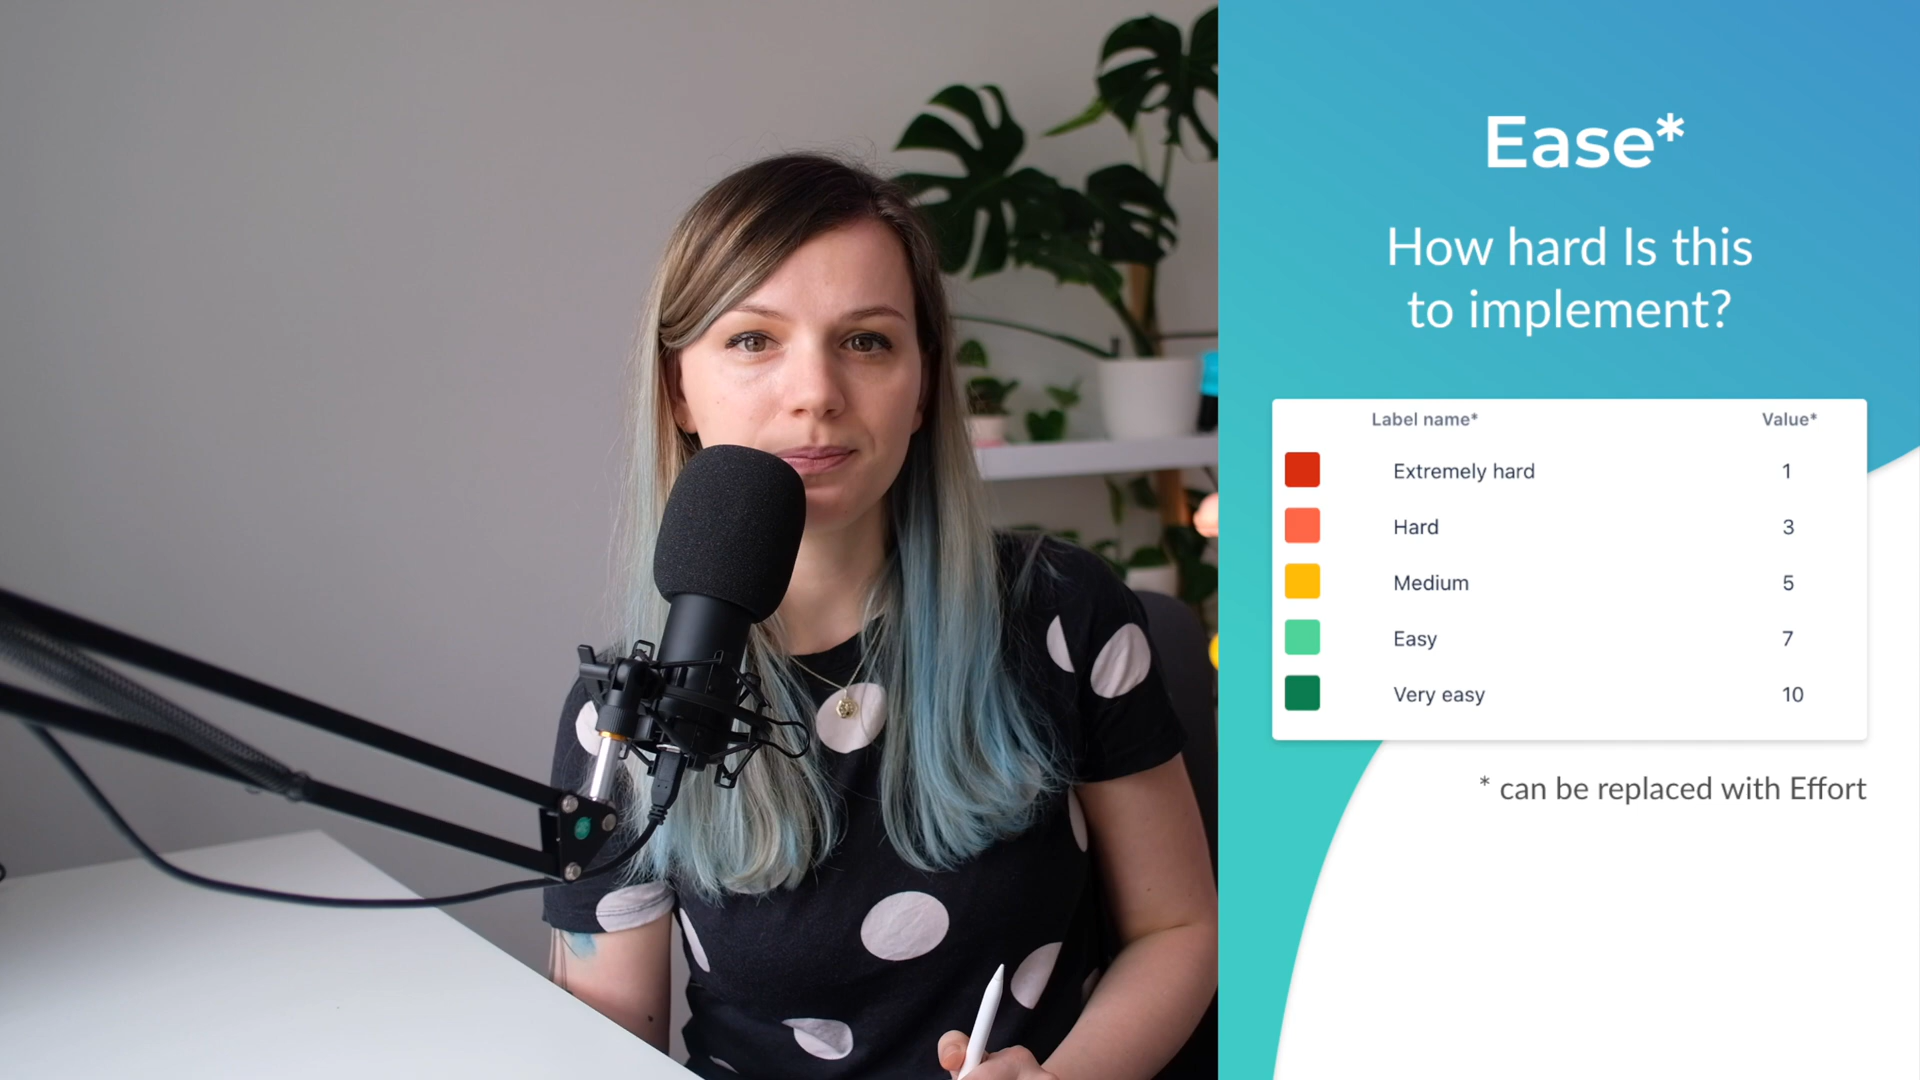 Ease*
How hard Is this
to implement?
Label name* Value*
Extremely hard 1
Hard 3
Medium 5
Easy 7
Very easy 10
* can be replaced with Effort